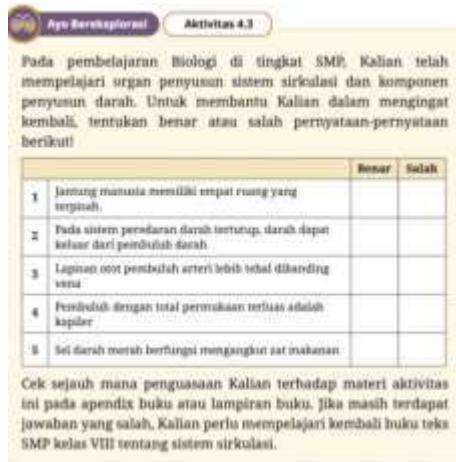 Ayo Bereksplorasi Aktivitas 4.3
Pada pembelajaran Biologi di tingkat SMP, Kalian telah
mempelajari organ penyusun sistem sirkulasi dan komponen
penyusun darah. Untuk membantu Kalian dalam mengingat
kembali, tentukan benar atau salah pernyataan-pernyataan
berikut!
Benar Salah
1 Jantung manusia memiliki empat ruang yang
terpisah.
2 Pada sistem peredaran darah tertutup, darah dapat
keluar dari pembuluh darah
3 Lapisan otot pembuluh arteri lebih tebal dibanding
vena
4 Pembuluh dengan total permukaan terluas adalah
kapiler
5 Sel darah merah berfungsi mengangkut zat makanan
Cek sejauh mana penguasaan Kalian terhadap materi aktivitas
ini pada apendix buku atau lampiran buku. Jika masih terdapat
jawaban yang salah, Kalian perlu mempelajari kembali buku teks
SMP kelas VIII tentang sistem sirkulasi.